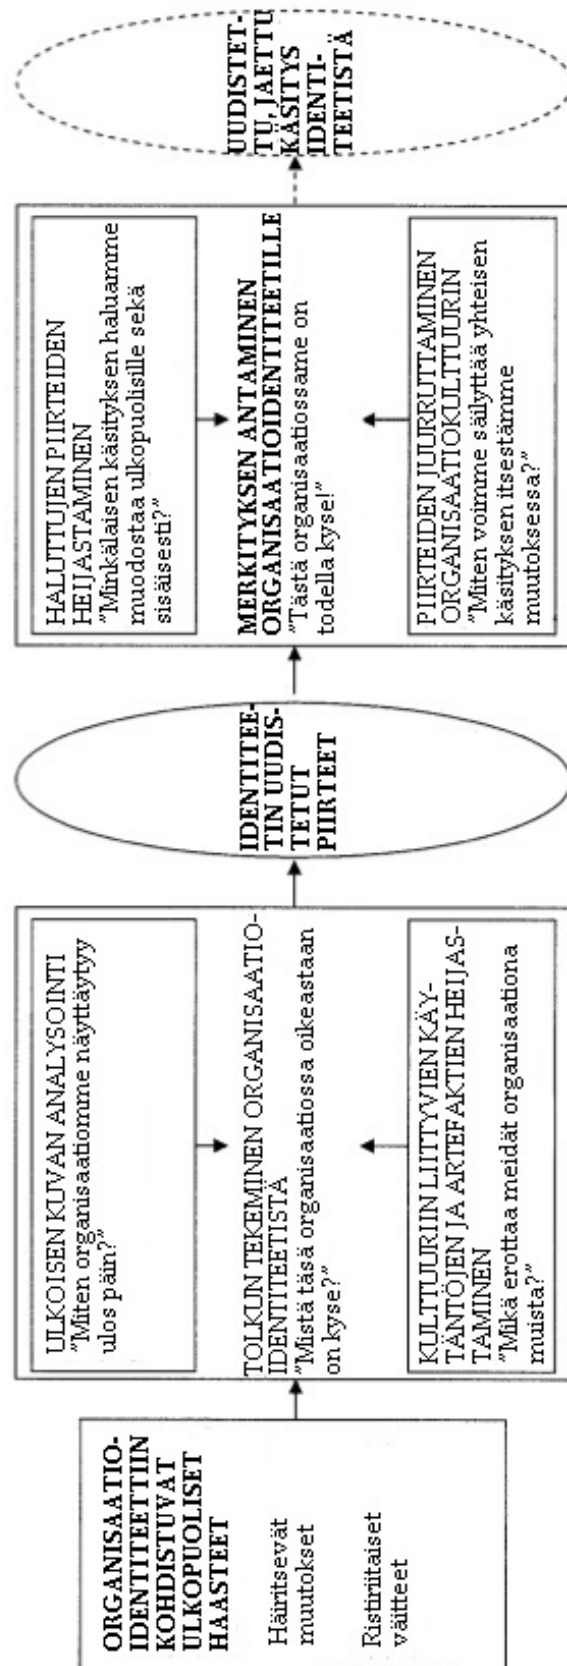 ORGANISAATIO-
IDENTITEETTIIN
KOHDISTUVAT
ULKOPUOLISET
HAASTEET
Häiritsevät
muutokset
Ristiriitaiset
väitteet
ULKOISEN KUVAN ANALYSOINTI
”Miten organisaatiomme näyttäytyy
ulos päin?”
TOLKUN TEKEMINEN ORGANISAATIO-
IDENTITEETISTÄ
”Mistä täsä organisaatiossa oikeastaan
on kyse?”
KULTTUURIIN LIITTYVIEN KÄY-
TÄNTÖJEN JA ARTEFAKTIEN HEIJAS-
TAMINEN
”Mikä erottaa meidät organisaationa
muista?”
IDENTITEE-
TIN UUDIS-
TETUT
PIIRTEET
HALUTTUJEN PIIRTEIDEN
HEIJASTAMINEN
”Minkälaisen käsityksen haluamme
muodostaa ulkopuolisille sekä
sisäisesti?”
MERKITYKSEN ANTAMINEN
ORGANISAATIOIDENTITEETILLE
”Tästä organisaatiossame on
todella kyse!”
PIIRTEIDEN JUURRUTTAMINEN
ORGANISAATIOKULTTUURIN
”Miten voimme säilyttää yhteisen
käsityksen itsestämme
muutoksessa?”
UUDISTET-
TU, JAETTU
KÄSITYS
IDENTI-
TEETISTÄ